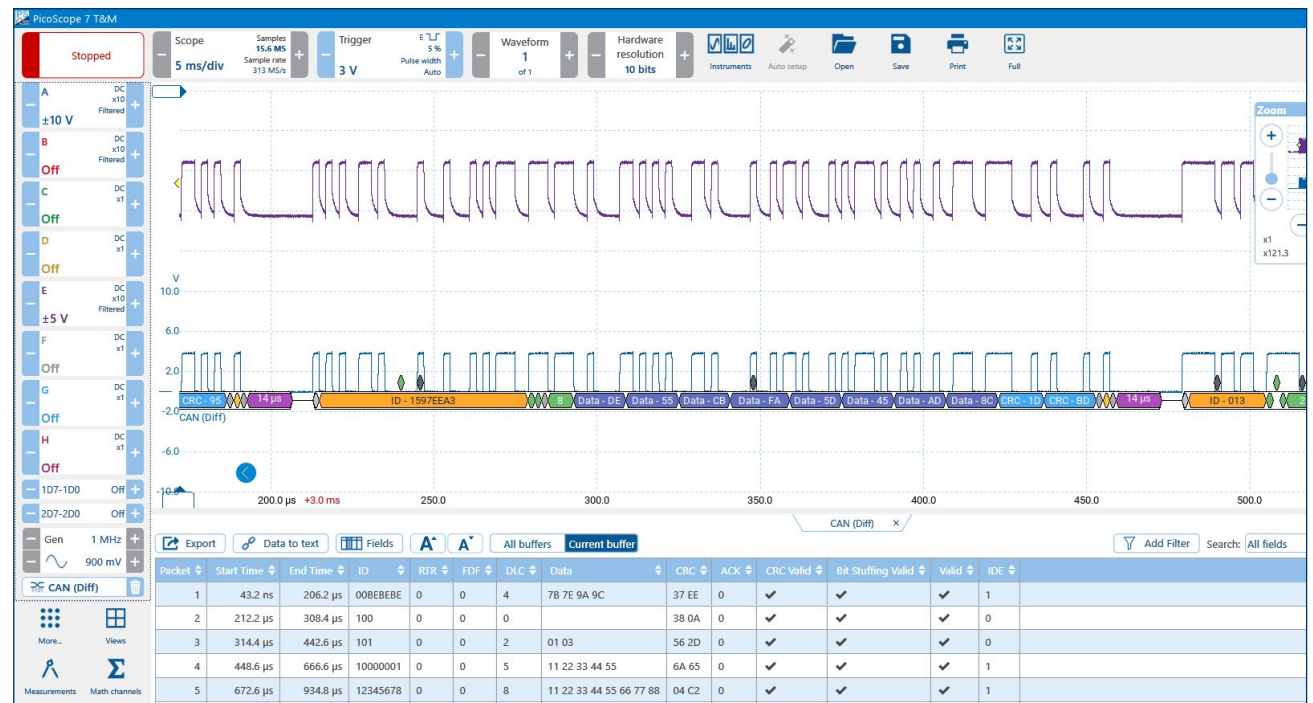 PicoScope 7 T&M
Stopped
Scope
5 ms/div
Samples
15.6 MS
Sample rate
313 MS/s
Trigger
3 V
E
5 %
Pulse width
Auto
Waveform
1
of 1
Hardware
resolution
10 bits
Instruments
Auto setup
Open
Save
Print
Full
A DC
x10
Filtered
±10 V
B DC
x10
Filtered
Off
C DC
x1
Off
D DC
x1
Off
E DC
x10
Filtered
±5 V
F DC
x1
Off
G DC
x1
Off
H DC
x1
Off
1D7-1D0 Off
2D7-2D0 Off
Gen 1 MHz
900 mV
CAN (Diff)
More...
Views
Measurements
Math channels
Zoom
x1
x121.3
V
10.0
6.0
2.0
-2.0
-6.0
-10.0
CRC - 95
14 µs
ID - 1597EEA3
8
Data - DE
Data - 55
Data - CB
Data - FA
Data - 5D
Data - 45
Data - AD
Data - 8C
CRC - 1D
CRC - BD
14 µs
ID - 013
2
CAN (Diff)
200.0 µs +3.0 ms 250.0 300.0 350.0 400.0 450.0 500.0
CAN (Diff) ×
Export
Data to text
Fields
A
A
All buffers
Current buffer
Add Filter
Search: All fields
Packet Start Time End Time ID RTR FDF DLC Data CRC ACK CRC Valid Bit Stuffing Valid Valid IDE
1 43.2 ns 206.2 µs 00BEBEBE 0 0 4 7B 7E 9A 9C 37 EE 0 ✔ ✔ ✔ 1
2 212.2 µs 308.4 µs 100 0 0 0 38 0A 0 ✔ ✔ ✔ 0
3 314.4 µs 442.6 µs 101 0 0 2 01 03 56 2D 0 ✔ ✔ ✔ 0
4 448.6 µs 666.6 µs 10000001 0 0 5 11 22 33 44 55 6A 65 0 ✔ ✔ ✔ 1
5 672.6 µs 934.8 µs 12345678 0 0 8 11 22 33 44 55 66 77 88 04 C2 0 ✔ ✔ ✔ 1